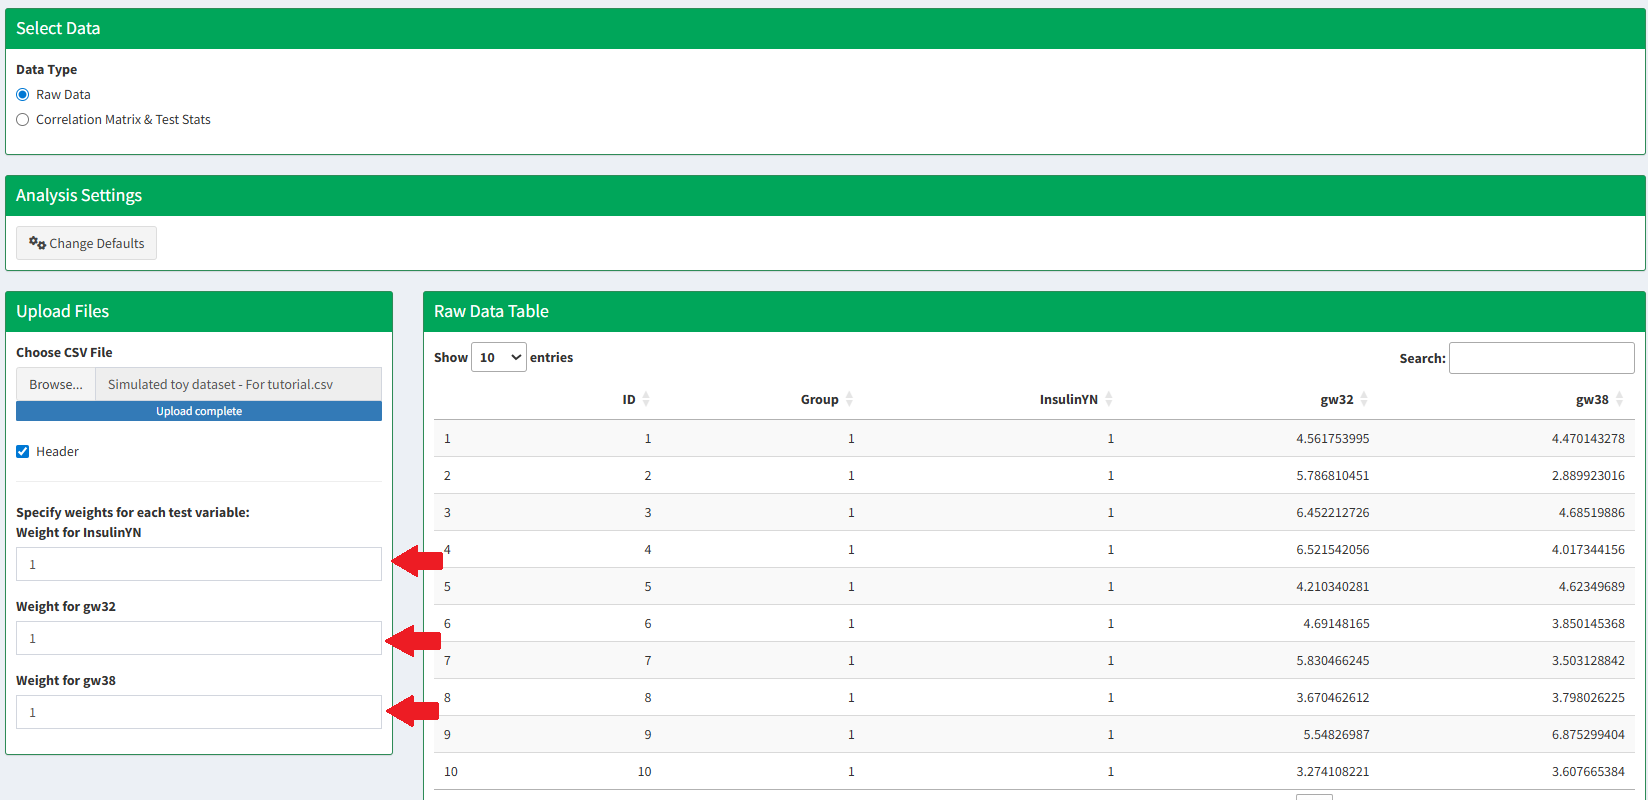 Select Data
Data Type
Raw Data
Correlation Matrix & Test Stats
Analysis Settings
Change Defaults
Upload Files
Choose CSV File
Browse... Simulated toy dataset - For tutorial.csv
Upload complete
Header
Specify weights for each test variable:
Weight for InsulinYN
1
Weight for gw32
1
Weight for gw38
1
Raw Data Table
Show 10 entries Search:
ID Group InsulinYN gw32 gw38
1 1 1 1 4.561753995 4.470143278
2 2 1 1 5.786810451 2.889923016
3 3 1 1 6.452212726 4.68519886
4 4 1 1 6.521542056 4.017344156
5 5 1 1 4.210340281 4.62349689
6 6 1 1 4.69148165 3.850145368
7 7 1 1 5.830466245 3.503128842
8 8 1 1 3.670462612 3.798026225
9 9 1 1 5.54826987 6.875299404
10 10 1 1 3.274108221 3.607665384